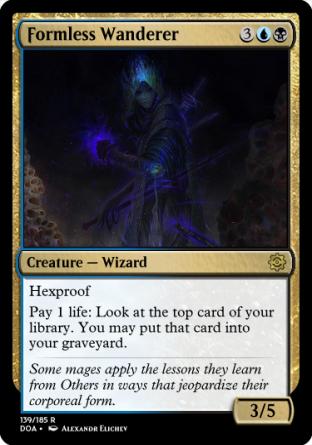 Formless Wanderer 3
Creature — Wizard
Hexproof
Pay 1 life: Look at the top card of your
library. You may put that card into
your graveyard.
Some mages apply the lessons they learn
from Others in ways that jeopardize their
corporeal form.
3/5
139/185 R
DOA • Alexandr Elichev